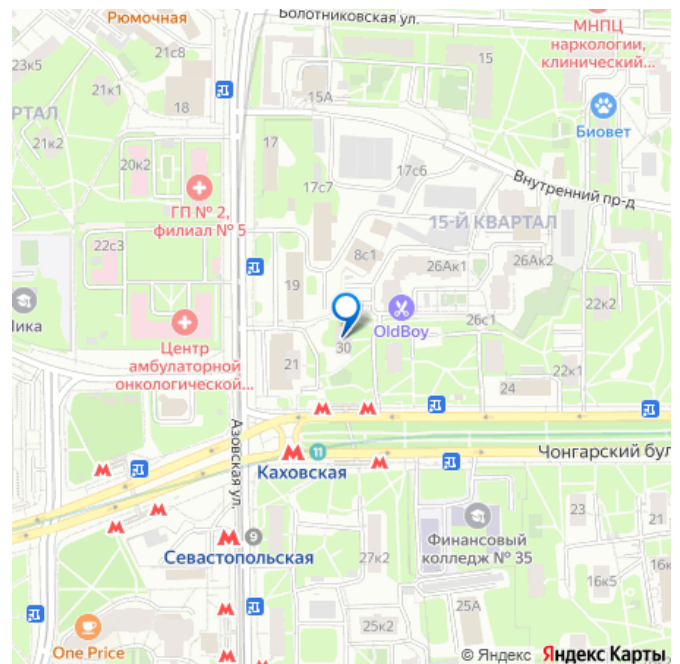 Рюмочная
Болотниковская ул.
МНПЦ
наркологии,
клинический...
23к5
21с8
21к1
18
15А
15
Биовет
РТАЛ
21к2
20к2
17
17с6
17с7
Внутренний пр-д
ГП № 2,
филиал № 5
15-Й КВАРТАЛ
22с3
8с1
26Ак1
26Ак2
19
22к2
Ника
OldBoy
26с1
30
Центр
амбулаторной
онкологической...
21
22к1
24
Азовская ул.
11
Каховская
Чонгарский бул
9
Севастопольская
Финансовый
колледж № 35
23
21
27к2
16к5
16к
25А
25к2
One Price
© Яндекс Яндекс Карты